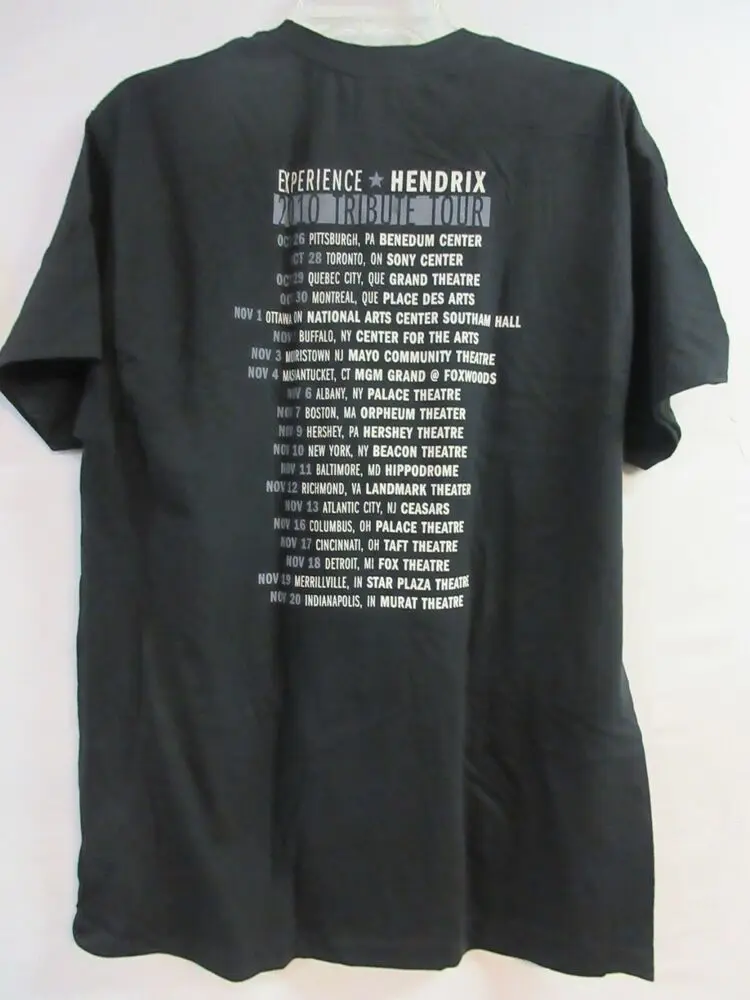 EXPERIENCE ★ HENDRIX
2010 TRIBUTE TOUR
OCT 26 PITTSBURGH, PA BENEDUM CENTER
OCT 28 TORONTO, ON SONY CENTER
OCT 29 QUEBEC CITY, QUE GRAND THEATRE
OCT 30 MONTREAL, QUE PLACE DES ARTS
NOV 1 OTTAWA ON NATIONAL ARTS CENTER SOUTHAM HALL
NOV BUFFALO, NY CENTER FOR THE ARTS
NOV 3 MORRISTOWN NJ MAYO COMMUNITY THEATRE
NOV 4 MASHANTUCKET, CT MGM GRAND @ FOXWOODS
NOV 6 ALBANY, NY PALACE THEATRE
NOV 7 BOSTON, MA ORPHEUM THEATER
NOV 9 HERSHEY, PA HERSHEY THEATRE
NOV 10 NEW YORK, NY BEACON THEATRE
NOV 11 BALTIMORE, MD HIPPODROME
NOV 12 RICHMOND, VA LANDMARK THEATER
NOV 13 ATLANTIC CITY, NJ CEASARS
NOV 16 COLUMBUS, OH PALACE THEATRE
NOV 17 CINCINNATI, OH TAFT THEATRE
NOV 18 DETROIT, MI FOX THEATRE
NOV 19 MERRILLVILLE, IN STAR PLAZA THEATRE
NOV 20 INDIANAPOLIS, IN MURAT THEATRE